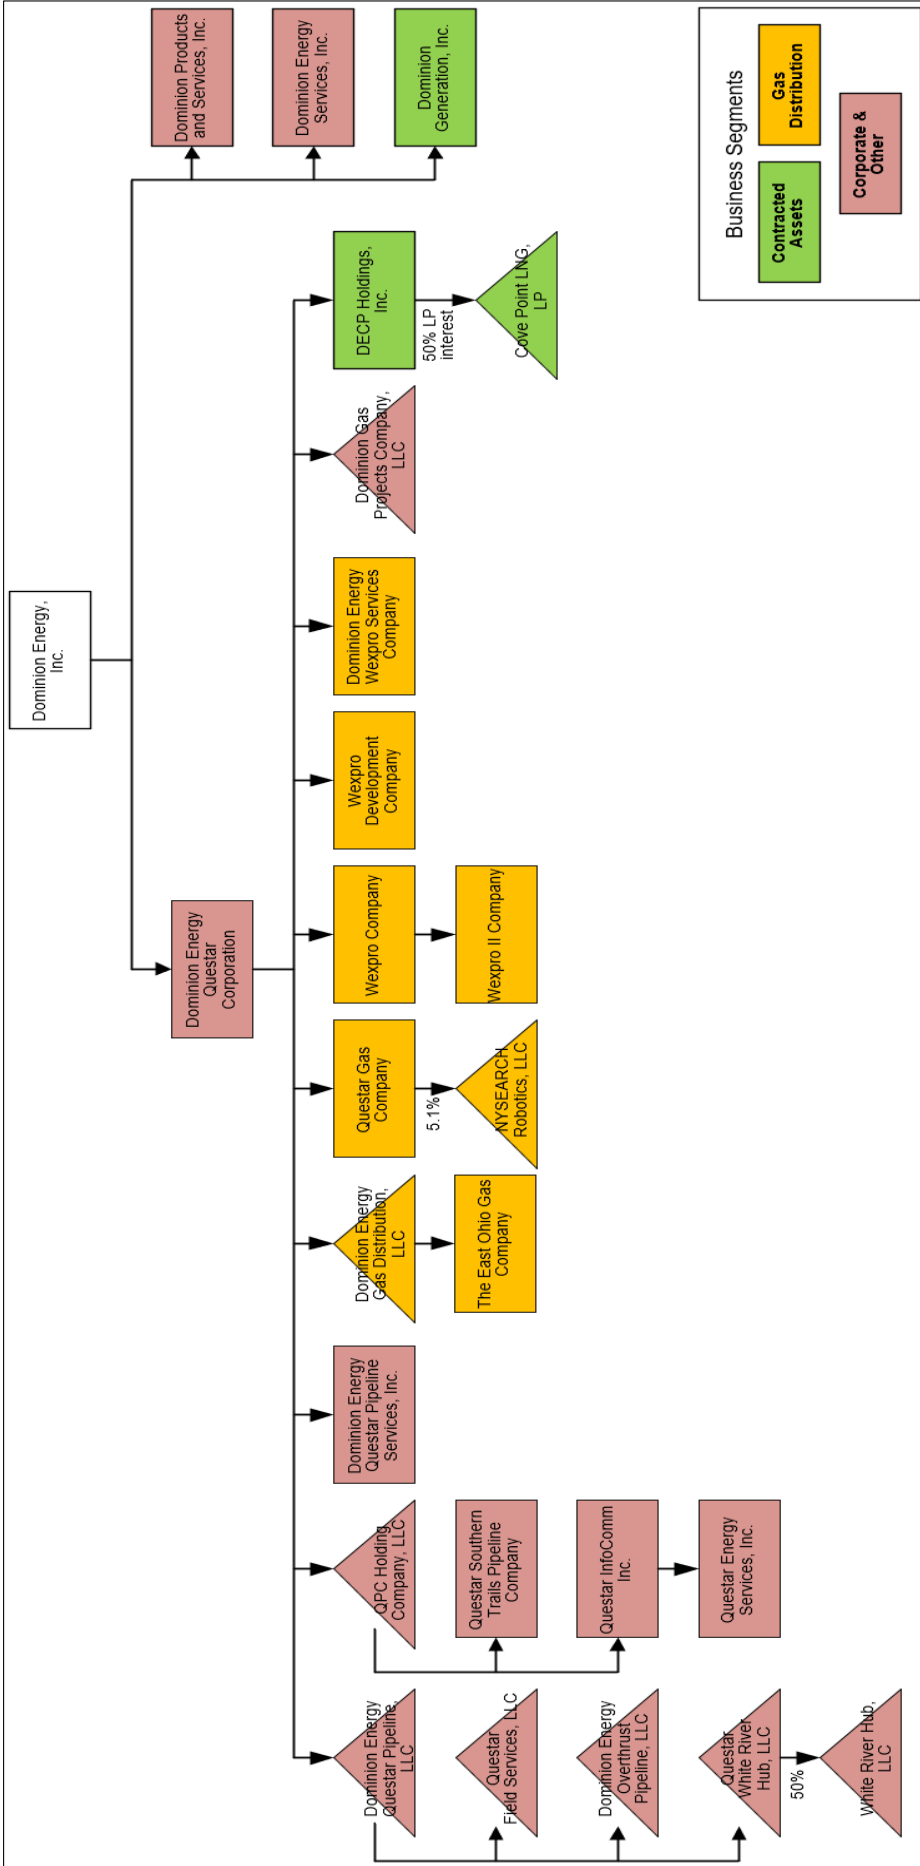 Dominion Energy,
Inc.
Dominion Energy
Questar
Corporation
Dominion Products
and Services, Inc.
Dominion Energy
Services, Inc.
Dominion
Generation, Inc.
Dominion Energy
Questar Pipeline,
LLC
Questar
Field Services, LLC
Dominion Energy
Overthrust
Pipeline, LLC
Questar
White River
Hub, LLC
50%
White River Hub,
LLC
QPC Holding
Company, LLC
Questar Southern
Trails Pipeline
Company
Questar InfoComm
Inc.
Questar Energy
Services, Inc.
Dominion Energy
Questar Pipeline
Services, Inc.
Dominion Energy
Gas Distribution,
LLC
The East Ohio Gas
Company
Questar Gas
Company
5.1%
NYSEARCH
Robotics, LLC
Wexpro Company
Wexpro II Company
Wexpro
Development
Company
Dominion Energy
Wexpro Services
Company
Dominion Gas
Projects Company,
LLC
DECP Holdings,
Inc.
50% LP
interest
Cove Point LNG,
LP
Business Segments
Contracted
Assets
Gas
Distribution
Corporate &
Other